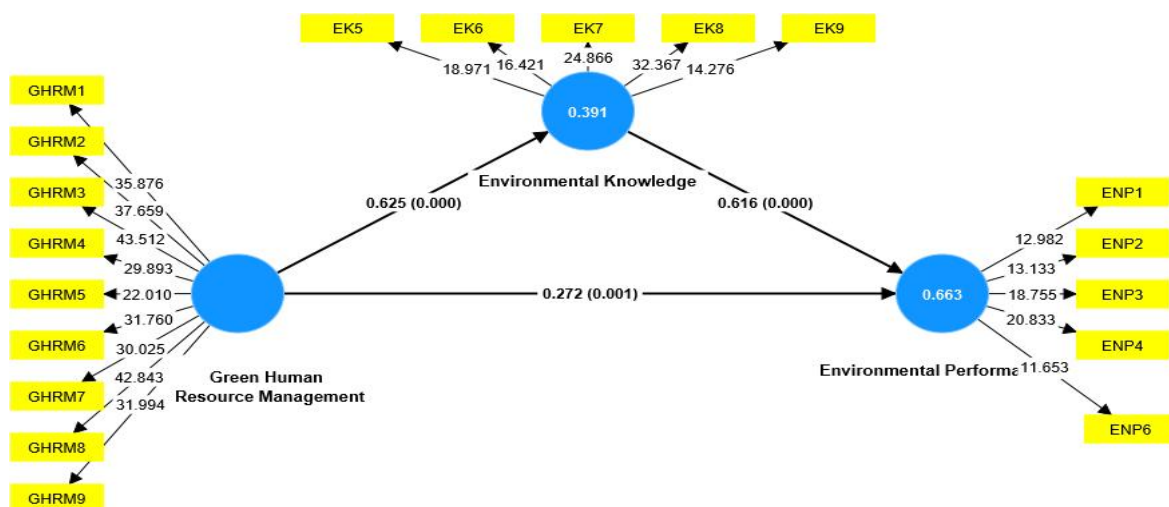 EK5
EK6
EK7
EK8
EK9
18.971
16.421
24.866
32.367
14.276
0.391
Environmental Knowledge
GHRM1
GHRM2
GHRM3
GHRM4
GHRM5
GHRM6
GHRM7
GHRM8
GHRM9
35.876
37.659
43.512
29.893
22.010
31.760
30.025
42.843
31.994
Green Human
Resource Management
0.625 (0.000)
0.616 (0.000)
0.272 (0.001)
0.663
Environmental Performa
12.982
13.133
18.755
20.833
11.653
ENP1
ENP2
ENP3
ENP4
ENP6